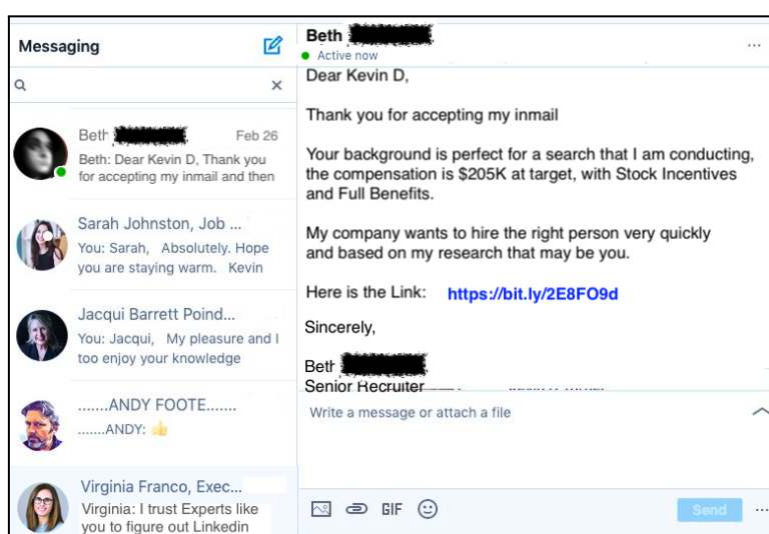 Messaging
Beth
Feb 26
Beth: Dear Kevin D, Thank you
for accepting my inmail and then
Sarah Johnston, Job ...
You: Sarah, Absolutely. Hope
you are staying warm. Kevin
Jacqui Barrett Poind...
You: Jacqui, My pleasure and I
too enjoy your knowledge
.......ANDY FOOTE.......
.......ANDY: 👍
Virginia Franco, Exec...
Virginia: I trust Experts like
you to figure out Linkedin
Beth
Active now
Dear Kevin D,
Thank you for accepting my inmail
Your background is perfect for a search that I am conducting,
the compensation is $205K at target, with Stock Incentives
and Full Benefits.
My company wants to hire the right person very quickly
and based on my research that may be you.
Here is the Link: https://bit.ly/2E8FO9d
Sincerely,
Beth
Senior Recruiter
Write a message or attach a file
GIF
Send